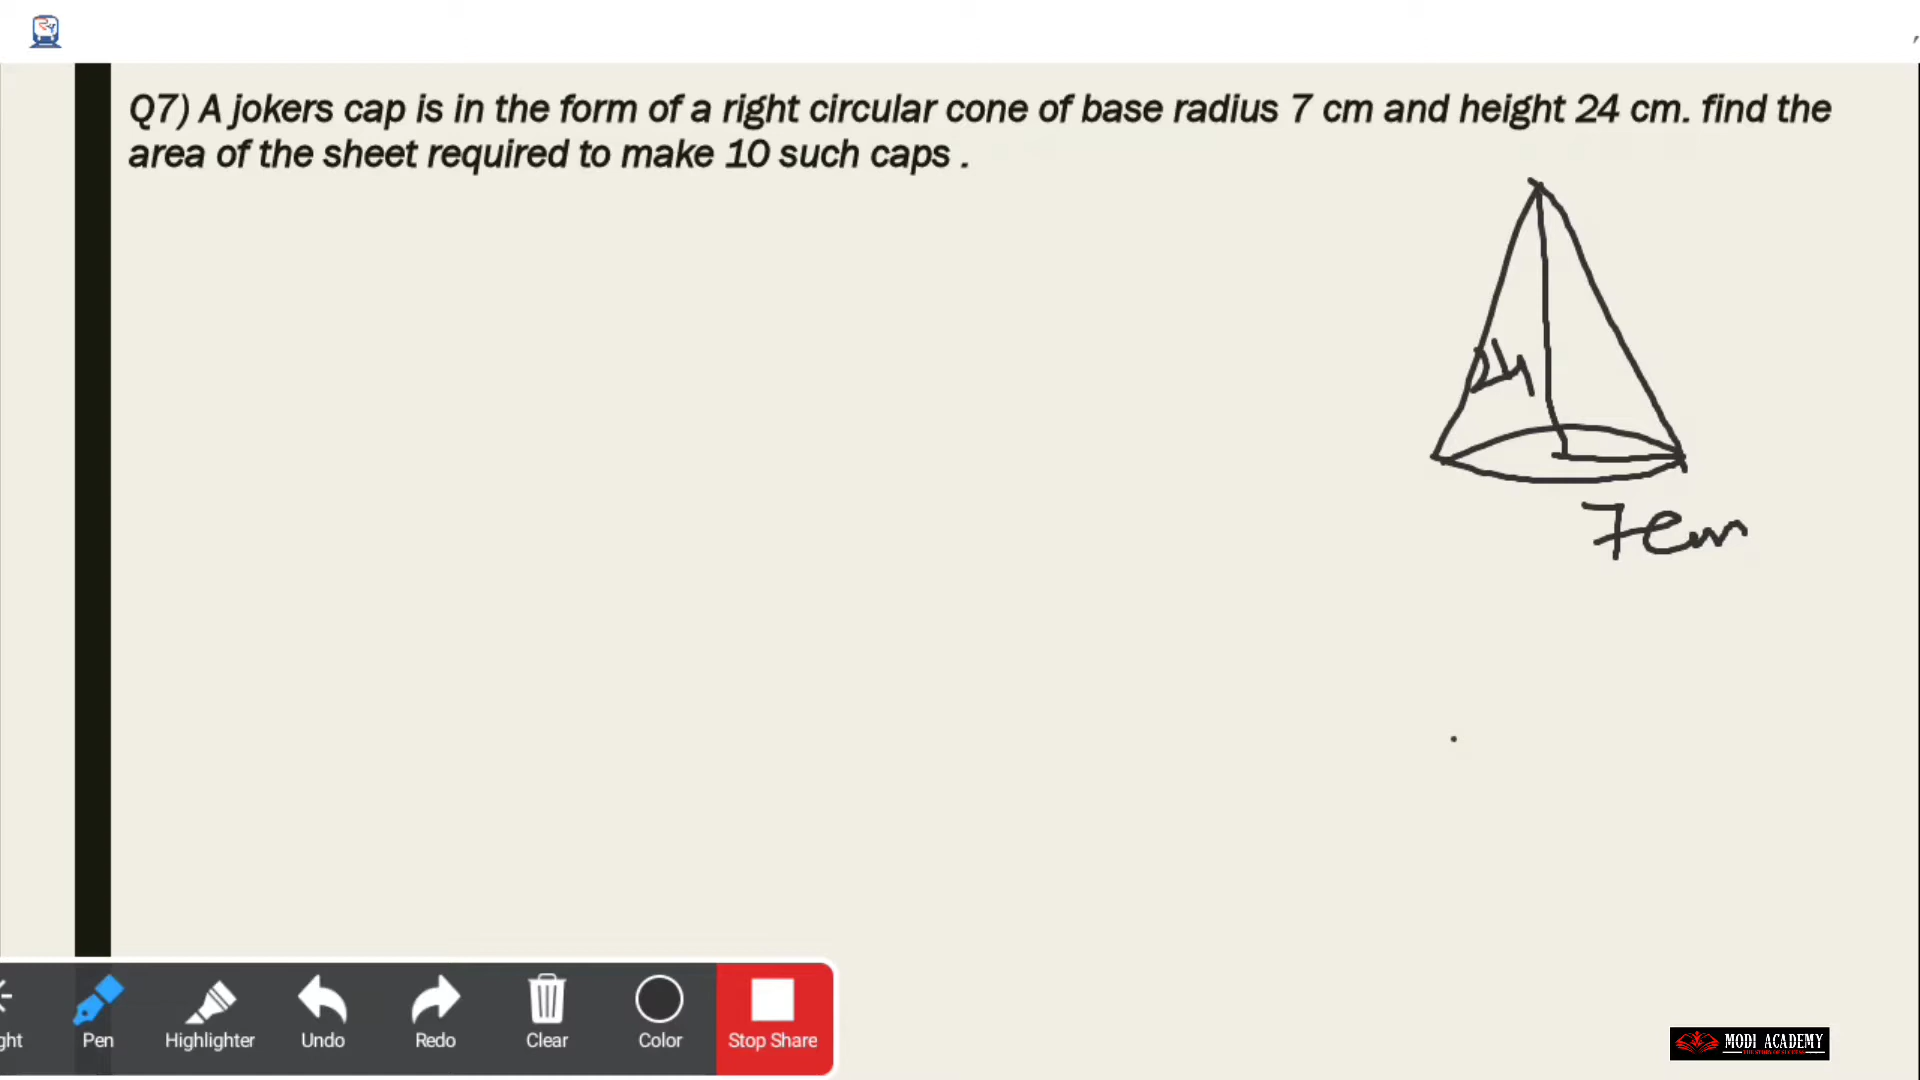 Q7) A jokers cap is in the form of a right circular cone of base radius 7 cm and height 24 cm. find the
area of the sheet required to make 10 such caps .
24
7cm
ght
Pen
Highlighter
Undo
Redo
Clear
Color
Stop Share
MODI ACADEMY